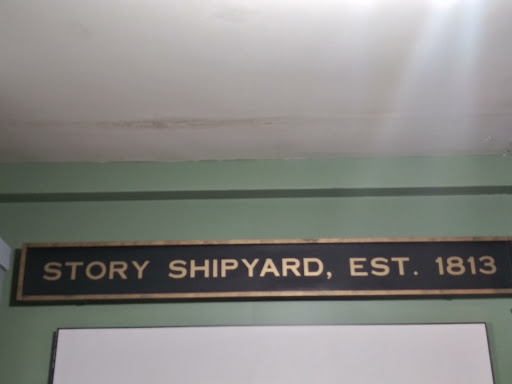 STORY SHIPYARD, EST. 1813